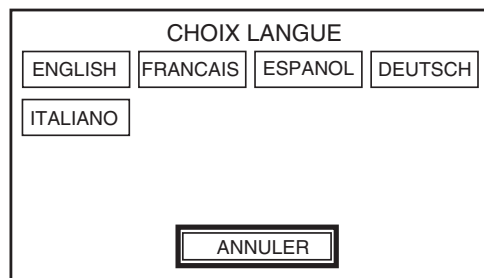 CHOIX LANGUE
ENGLISH FRANCAIS ESPANOL DEUTSCH
ITALIANO
ANNULER